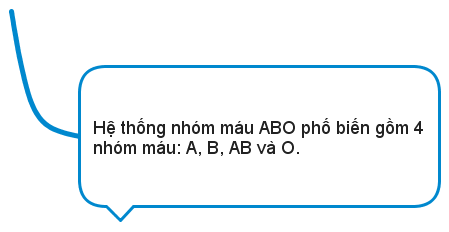 Hệ thống nhóm máu ABO phổ biến gồm 4
nhóm máu: A, B, AB và O.